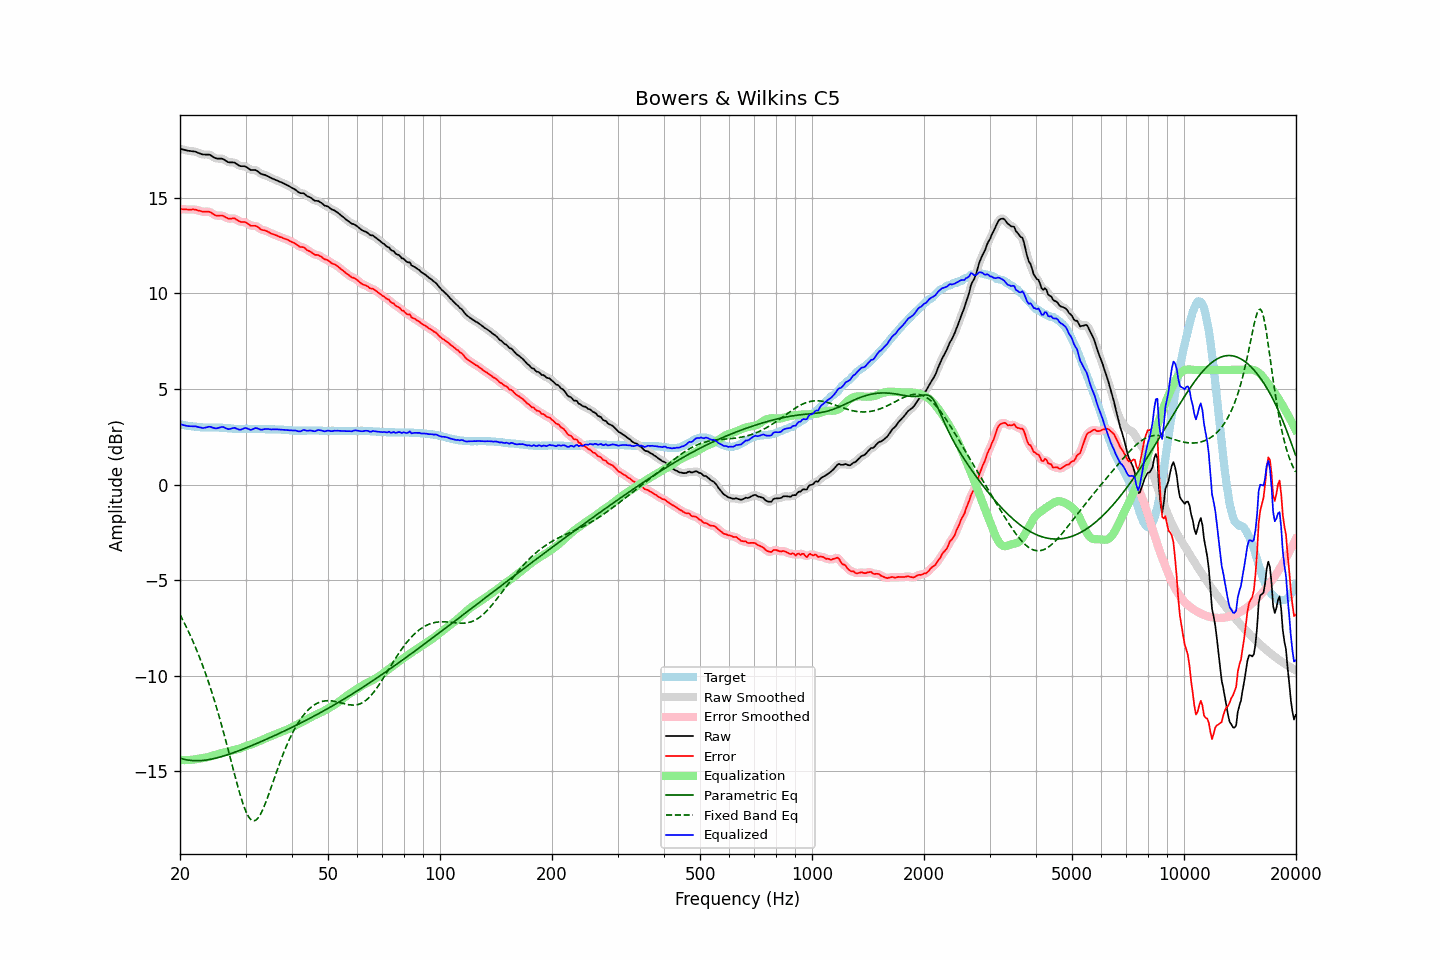 Bowers & Wilkins C5
Amplitude (dBr)
15
10
5
0
−5
−10
−15
20
50
100
200
500
1000
2000
5000
10000
20000
Frequency (Hz)
Target
Raw Smoothed
Error Smoothed
Raw
Error
Equalization
Parametric Eq
Fixed Band Eq
Equalized